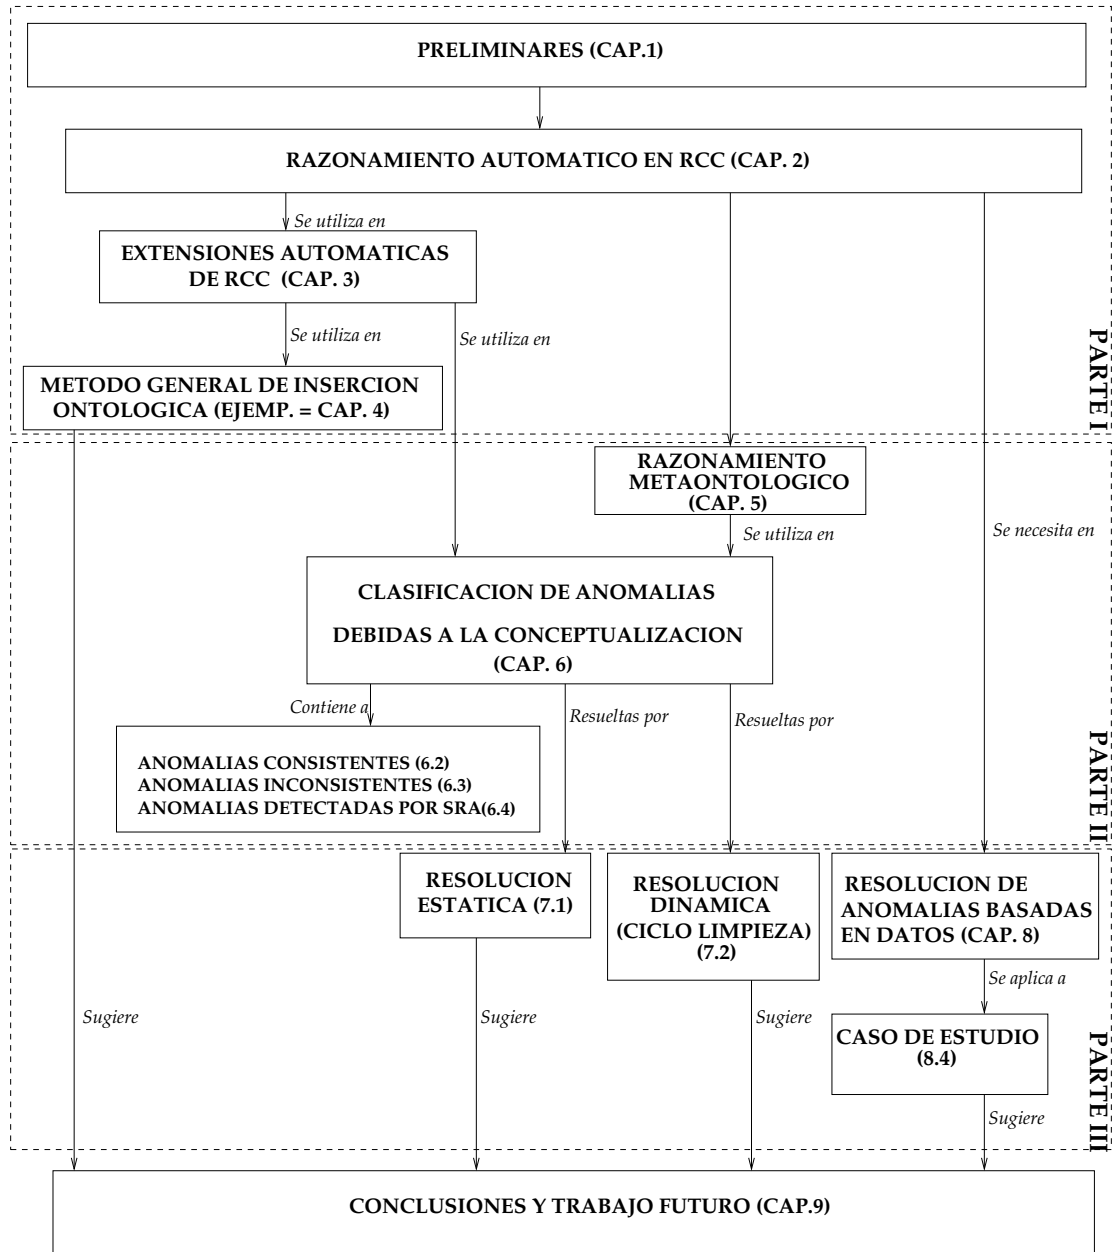 PRELIMINARES (CAP.1)
RAZONAMIENTO AUTOMATICO EN RCC (CAP. 2)
Se utiliza en
EXTENSIONES AUTOMATICAS
DE RCC (CAP. 3)
Se utiliza en
Se utiliza en
METODO GENERAL DE INSERCION
ONTOLOGICA (EJEMP. = CAP. 4)
PARTE I
RAZONAMIENTO
METAONTOLOGICO
(CAP. 5)
Se utiliza en
Se necesita en
CLASIFICACION DE ANOMALIAS
DEBIDAS A LA CONCEPTUALIZACION
(CAP. 6)
Contiene a
Resueltas por
Resueltas por
ANOMALIAS CONSISTENTES (6.2)
ANOMALIAS INCONSISTENTES (6.3)
ANOMALIAS DETECTADAS POR SRA(6.4)
PARTE II
RESOLUCION
ESTATICA (7.1)
RESOLUCION
DINAMICA
(CICLO LIMPIEZA)
(7.2)
RESOLUCION DE
ANOMALIAS BASADAS
EN DATOS (CAP. 8)
Se aplica a
Sugiere
Sugiere
Sugiere
CASO DE ESTUDIO
(8.4)
Sugiere
PARTE III
CONCLUSIONES Y TRABAJO FUTURO (CAP.9)